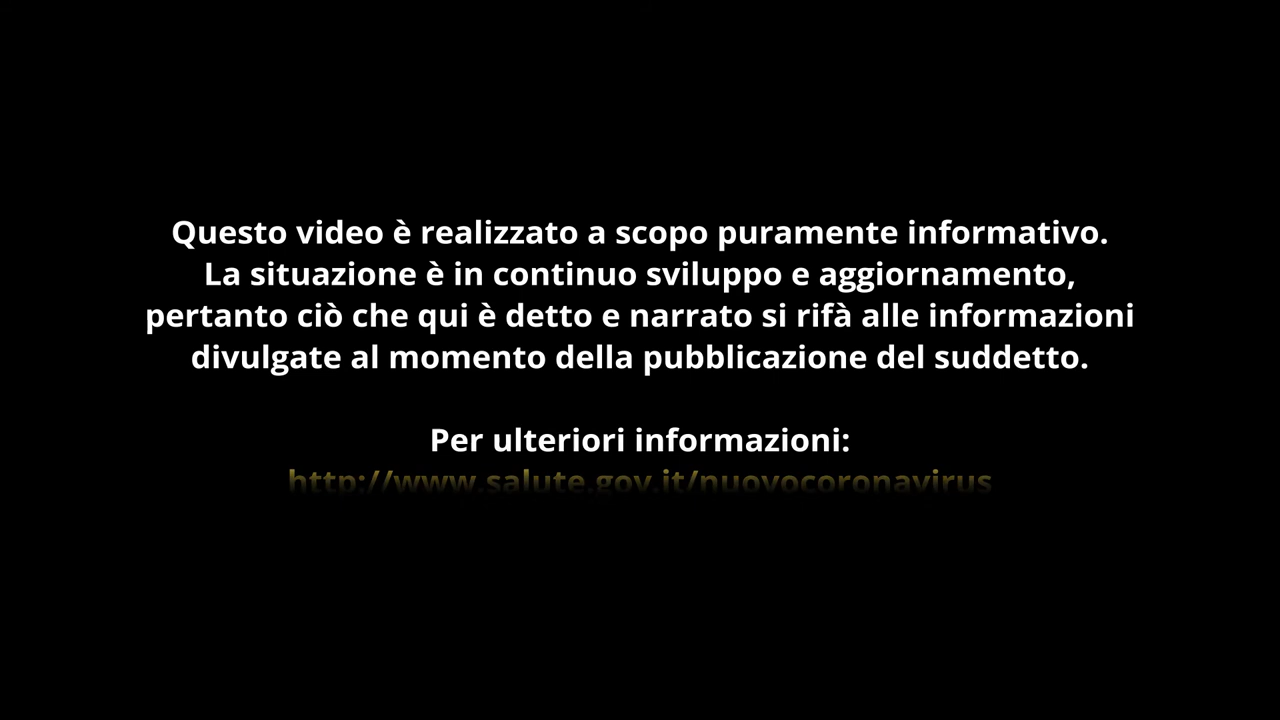 Questo video è realizzato a scopo puramente informativo.
La situazione è in continuo sviluppo e aggiornamento,
pertanto ciò che qui è detto e narrato si rifà alle informazioni
divulgate al momento della pubblicazione del suddetto.
Per ulteriori informazioni:
http://www.salute.gov.it/nuovocoronavirus